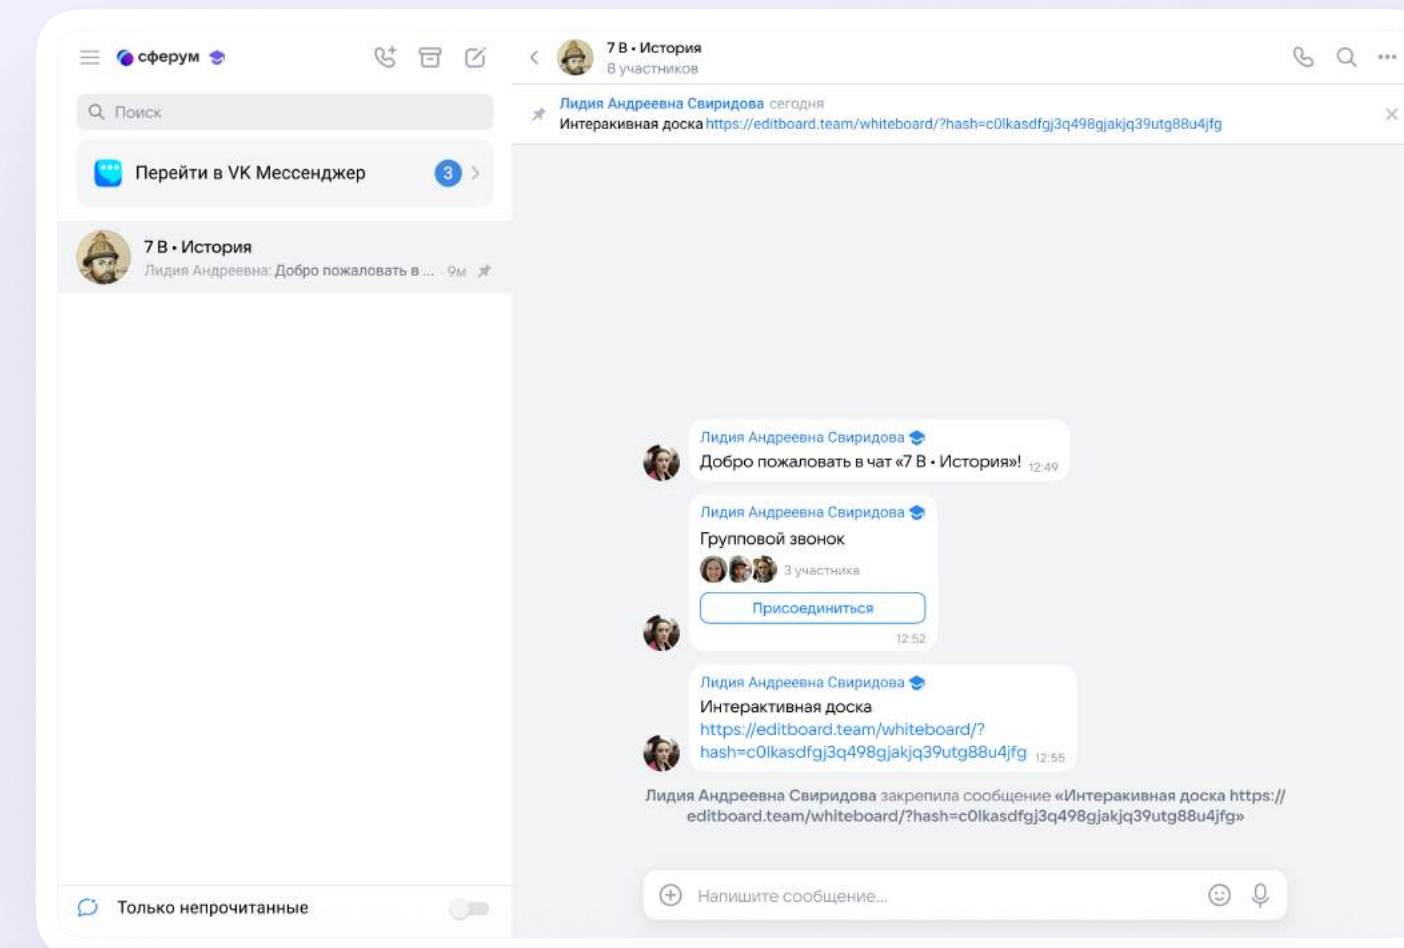 сферум
Поиск
Перейти в VK Мессенджер 3
7 В • История
Лидия Андреевна: Добро пожаловать в ... · 9м
Только непрочитанные
7 В • История
8 участников
Лидия Андреевна Свиридова сегодня
Интеракивная доска https://editboard.team/whiteboard/?hash=c0lkasdfgj3q498gjakjq39utg88u4jfg
Лидия Андреевна Свиридова
Добро пожаловать в чат «7 В • История»! 12:49
Лидия Андреевна Свиридова
Групповой звонок
3 участника
Присоединиться
12:52
Лидия Андреевна Свиридова
Интерактивная доска
https://editboard.team/whiteboard/?
hash=c0lkasdfgj3q498gjakjq39utg88u4jfg 12:55
Лидия Андреевна Свиридова закрепила сообщение «Интеракивная доска https://
editboard.team/whiteboard/?hash=c0lkasdfgj3q498gjakjq39utg88u4jfg»
Напишите сообщение...